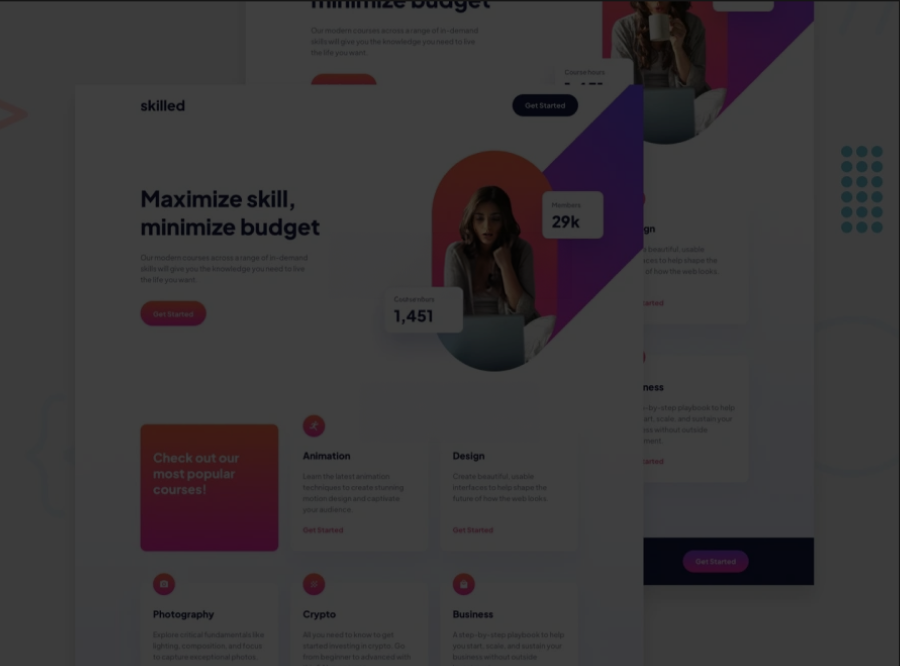 minimize budget
Our modern courses across a range of in-demand
skills will give you the knowledge you need to live
the life you want.
Course hours
skilled
Get Started
Maximize skill,
minimize budget
Our modern courses across a range of in-demand
skills will give you the knowledge you need to live
the life you want.
Get Started
Members
29k
1,451
Check out our
most popular
courses!
Animation
Learn the latest animation
techniques to create stunning
motion design and captivate
your audience.
Get Started
Design
Create beautiful, usable
interfaces to help shape the
future of how the web looks.
Get Started
Photography
Explore critical fundamentals like
lighting, composition, and focus
to capture exceptional photos.
Crypto
All you need to know to get
started investing in crypto. Go
from beginner to advanced with
Business
A step-by-step playbook to help
you start, scale, and sustain your
business without outside
gn
beautiful, usable
aces to help shape the
of how the web looks.
tarted
ness
-by-step playbook to help
art, scale, and sustain your
ess without outside
ment.
tarted
Get Started